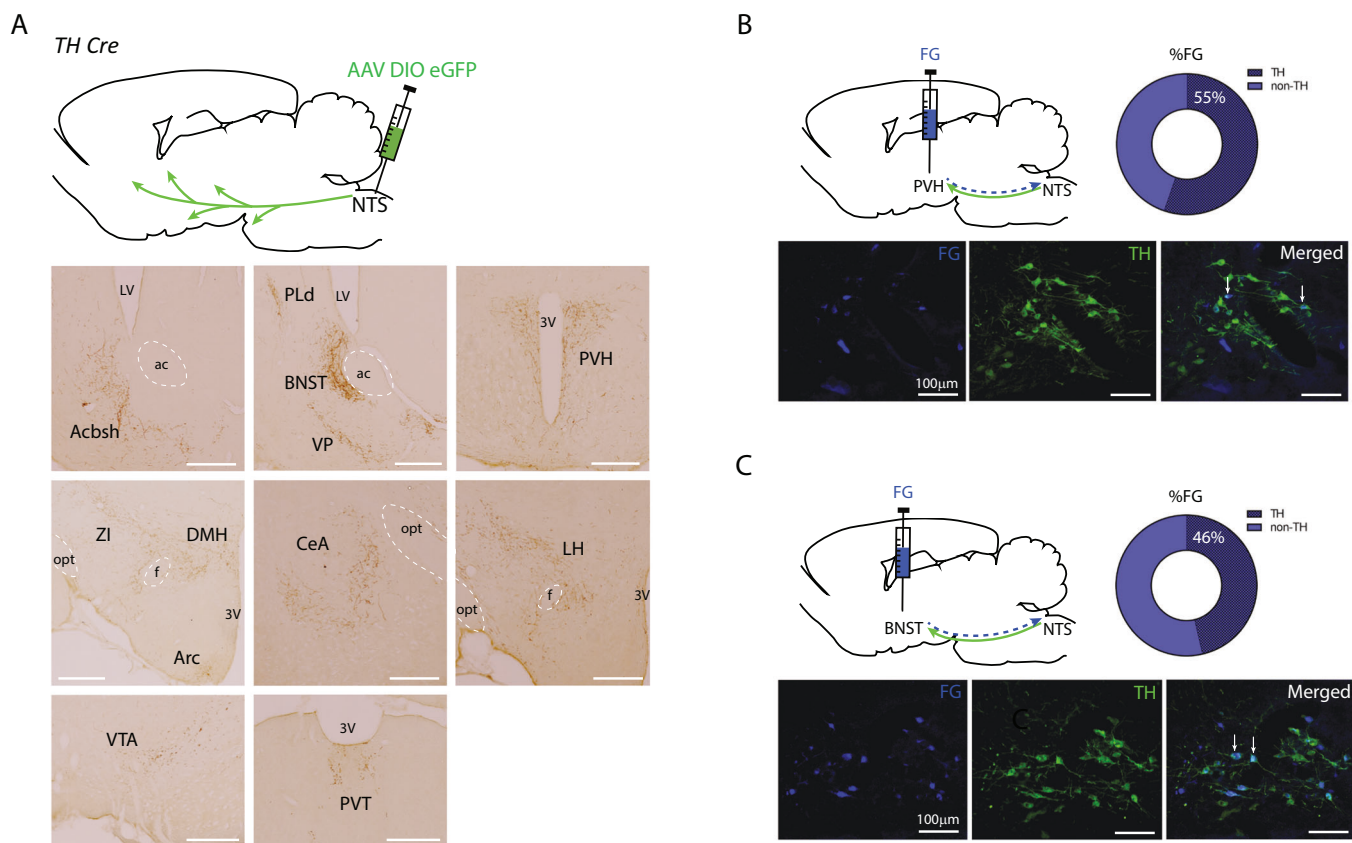 A
TH Cre
AAV DIO eGFP
NTS
LV
Acbsh
ac
PLd
LV
BNST
ac
VP
3V
PVH
ZI
DMH
opt
f
3V
Arc
CeA
opt
LH
opt
f
3V
VTA
3V
PVT
B
FG
PVH
NTS
%FG
TH
non-TH
55%
FG
100µm
TH
Merged
C
FG
BNST
NTS
%FG
TH
non-TH
46%
FG
100µm
TH
C
Merged